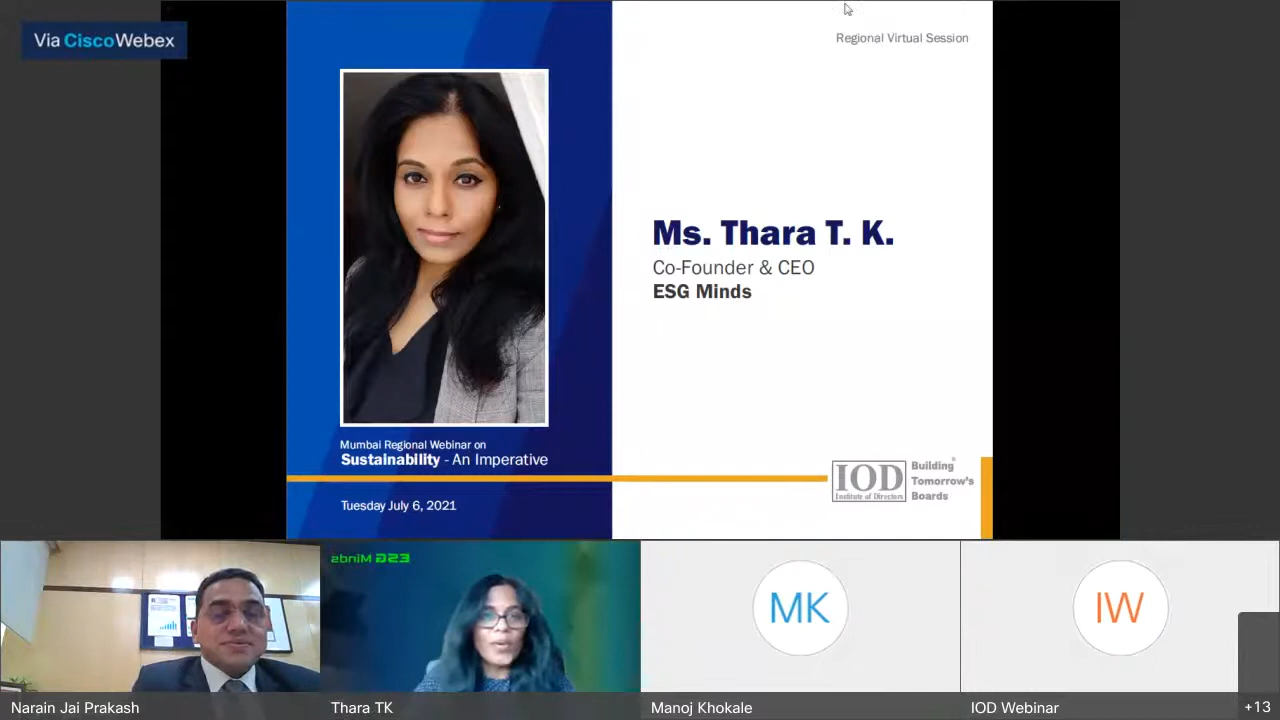 Via Cisco Webex
Regional Virtual Session
Ms. Thara T. K.
Co-Founder & CEO
ESG Minds
Mumbai Regional Webinar on
Sustainability - An Imperative
Tuesday July 6, 2021
IOD
Institute of Directors
Building
Tomorrow's
Boards
ESG Minds
MK
IW
Narain Jai Prakash
Thara TK
Manoj Khokale
IOD Webinar
+13